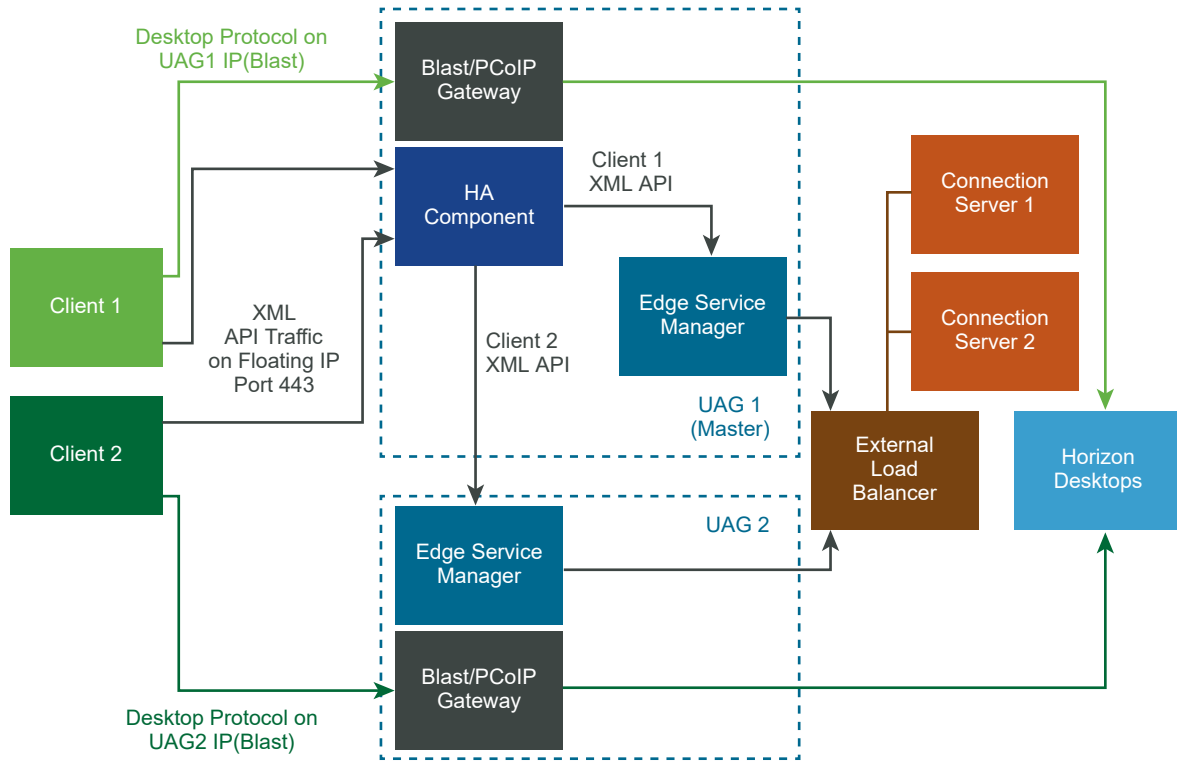 Desktop Protocol on
UAG1 IP(Blast)
Blast/PCoIP
Gateway
HA
Component
Client 1
XML API
Connection
Server 1
Client 1
XML
API Traffic
on Floating IP
Port 443
Client 2
XML API
Edge Service
Manager
Connection
Server 2
UAG 1
(Master)
Client 2
External
Load
Balancer
Horizon
Desktops
UAG 2
Edge Service
Manager
Blast/PCoIP
Gateway
Desktop Protocol on
UAG2 IP(Blast)